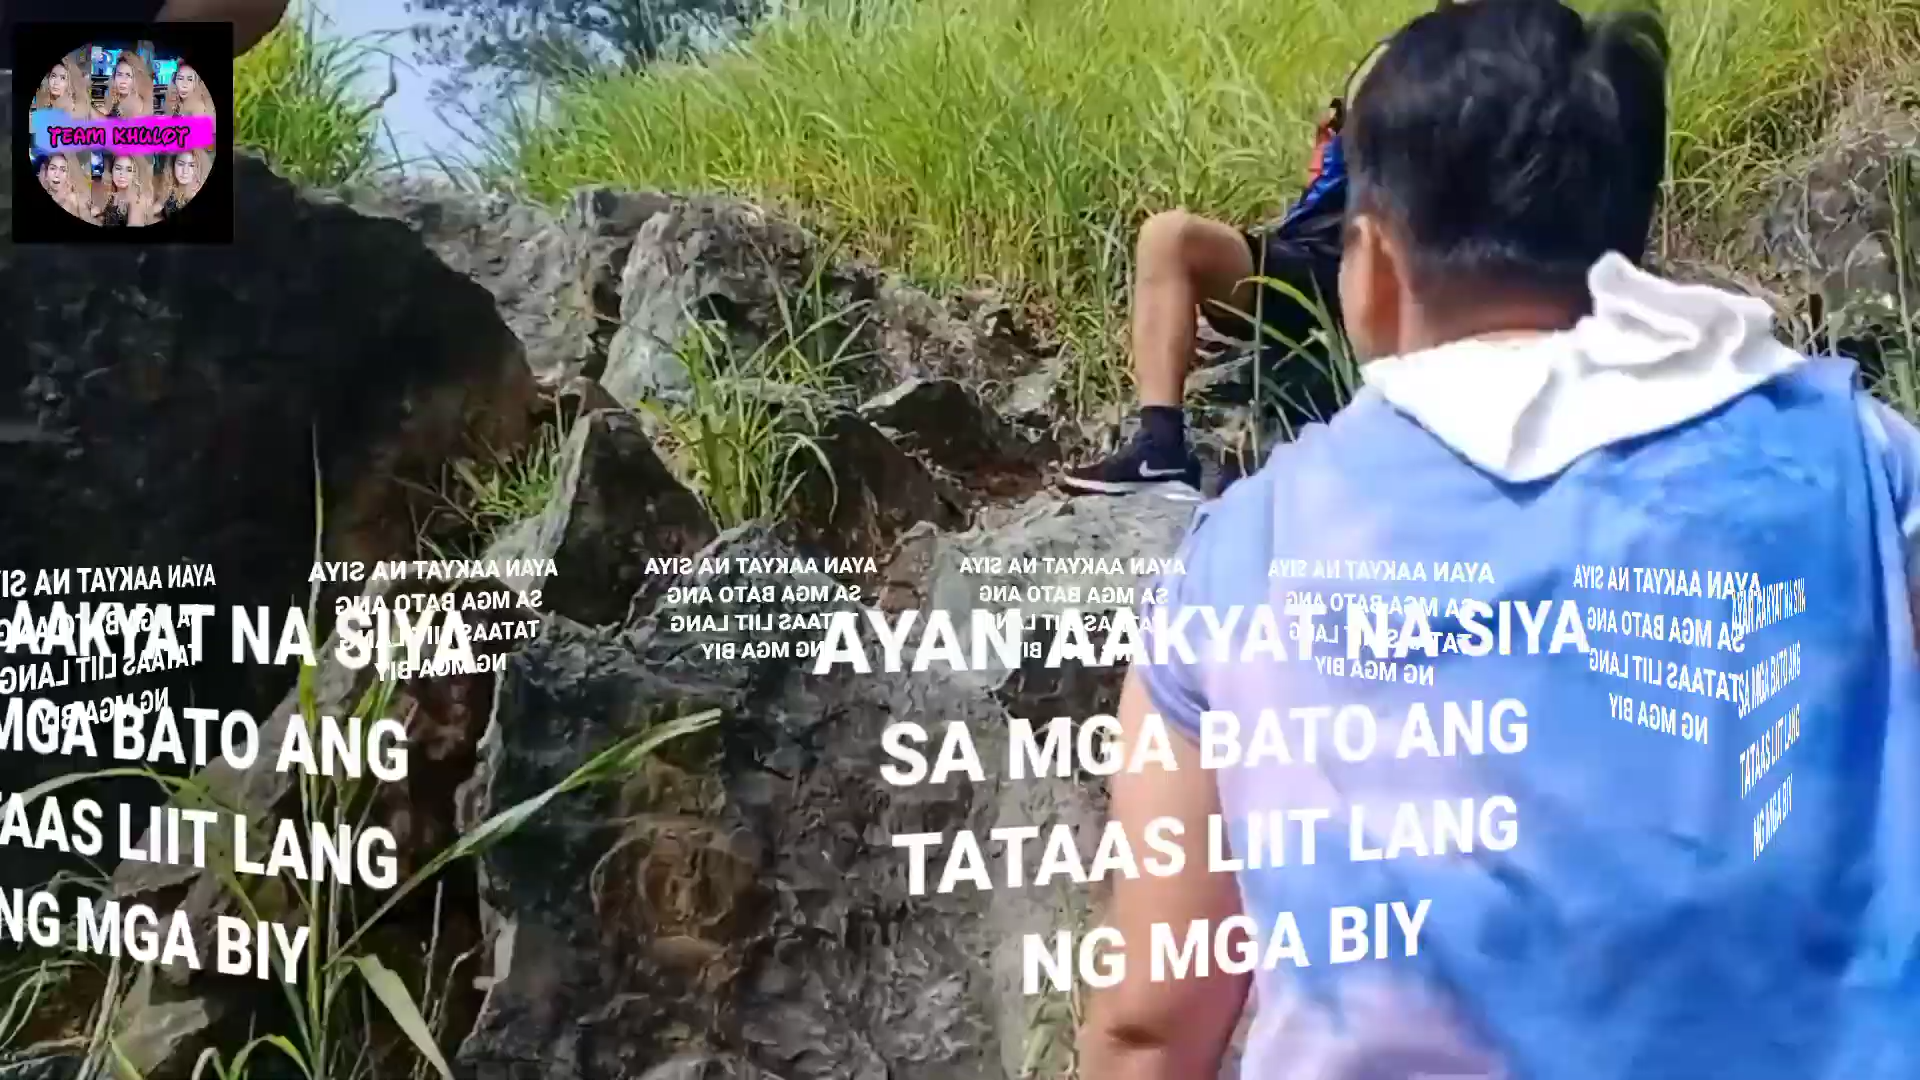 TEAM KHULOT
AYAN AAKYAT NA SIYA
SA MGA BATO ANG
TATAAS LIIT LANG
NG MGA BIY